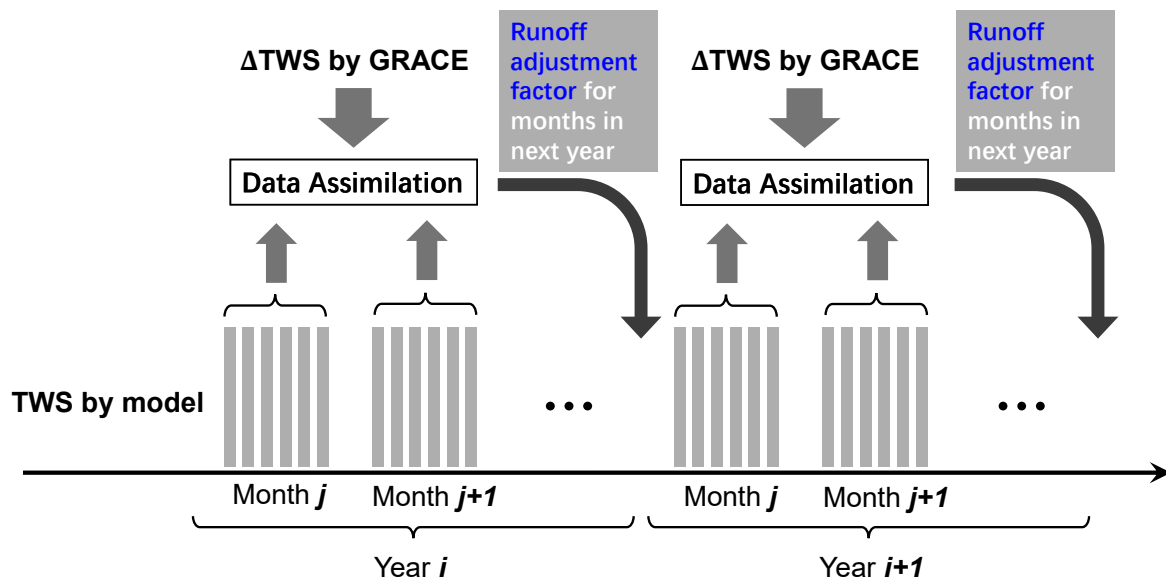 ΔTWS by GRACE
Runoff
adjustment
factor for
months in
next year
ΔTWS by GRACE
Runoff
adjustment
factor for
months in
next year
Data Assimilation
Data Assimilation
TWS by model
...
...
Month j
Month j+1
Month j
Month j+1
Year i
Year i+1